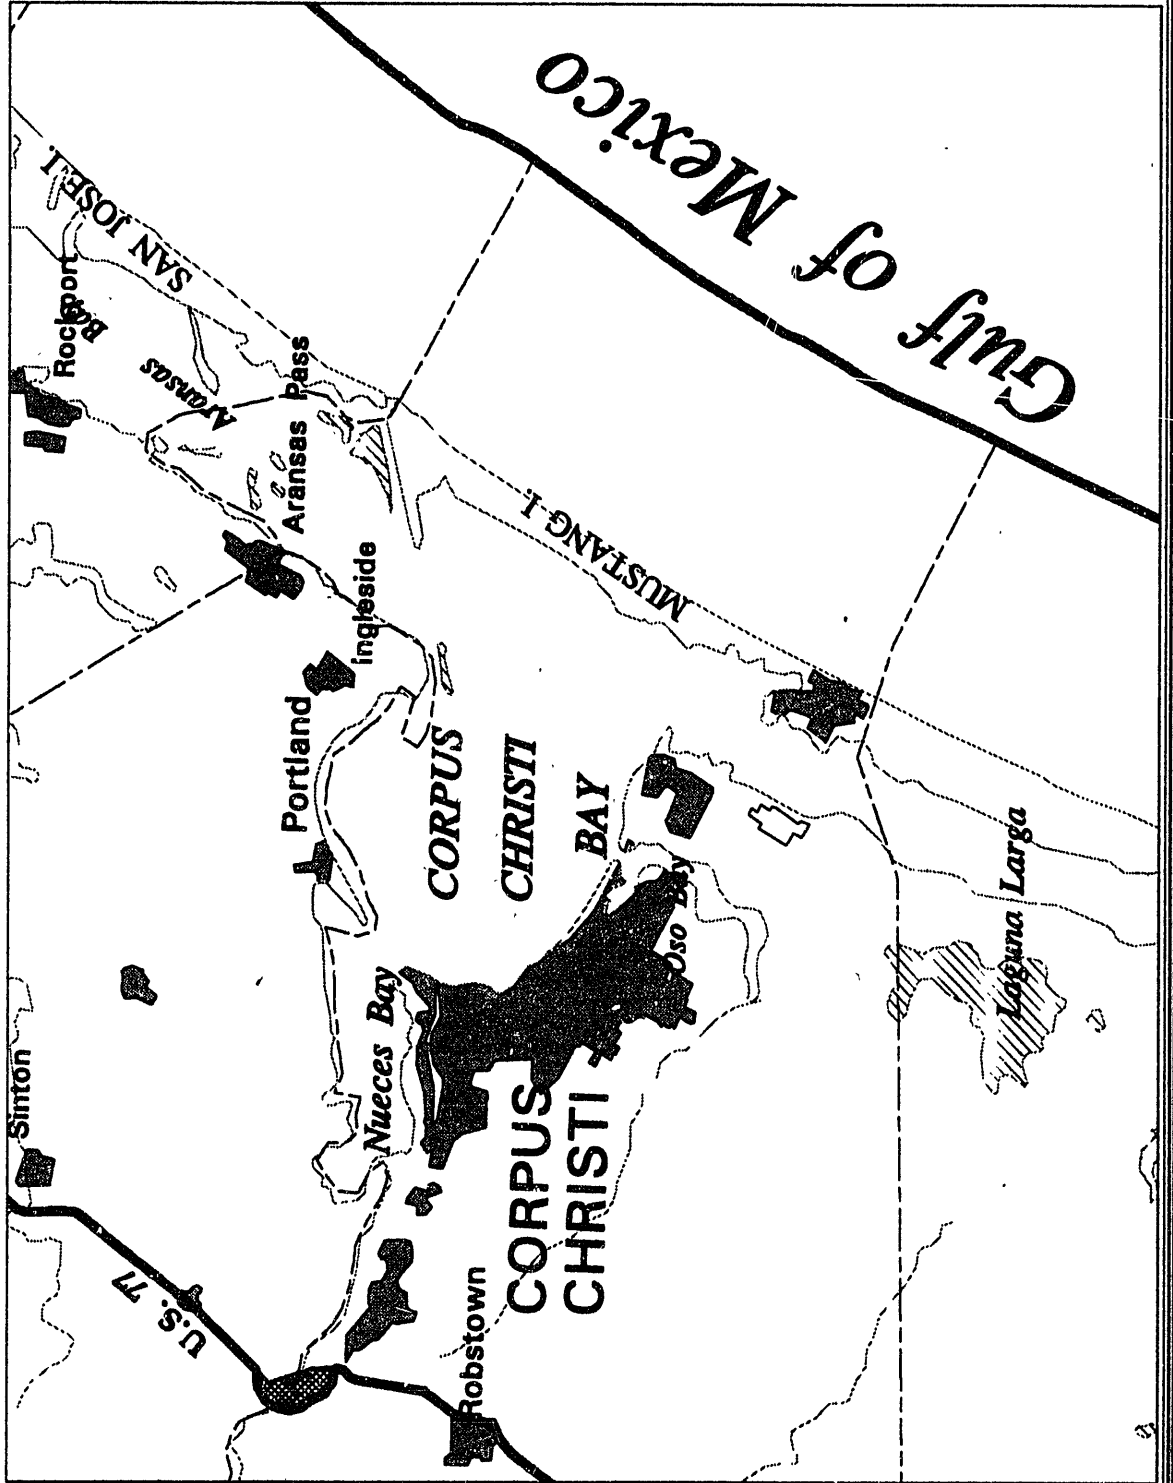 Gulf of Mexico
SAN JOSE I.
Rockport
Aransas Bay
Aransas Pass
MUSTANG I.
ingleside
Portland
CORPUS
CHRISTI
BAY
Oso Bay
Laguna Larga
Nueces Bay
Sinton
CORPUS
CHRISTI
U.S. 77
Robstown